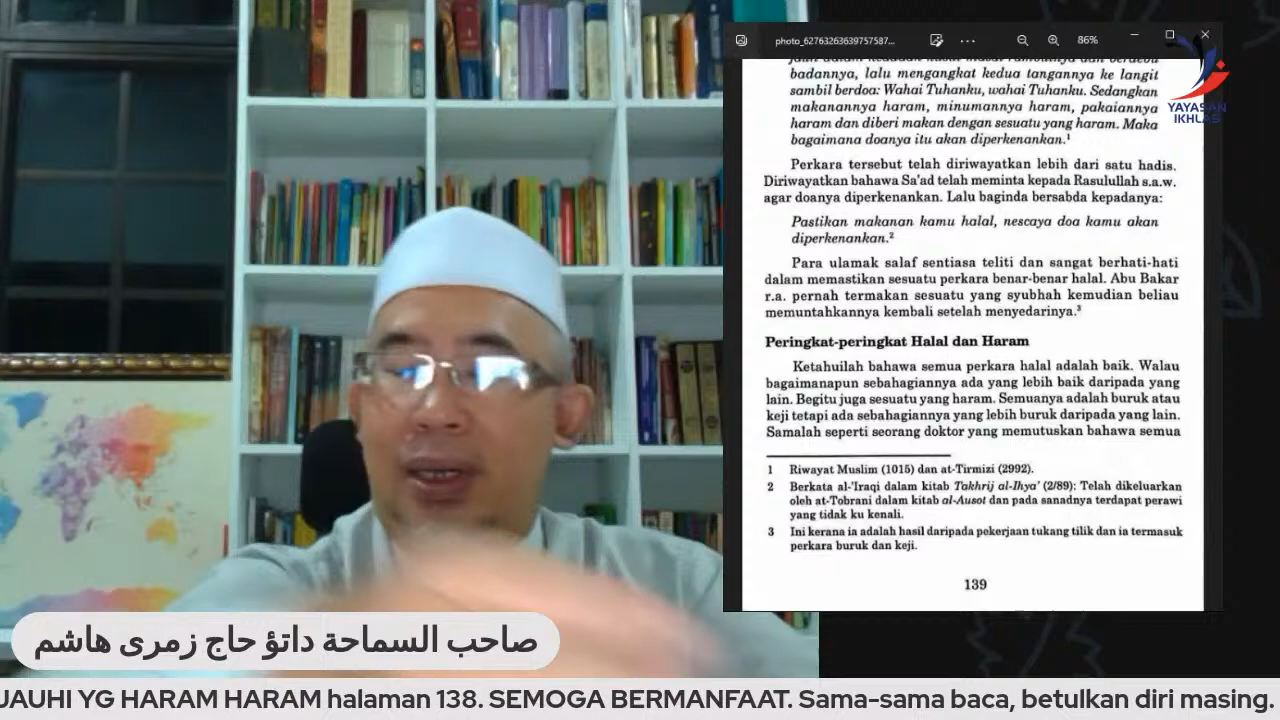 photo_62763263639757587...
86%
YAYASAN
IKHLAS
badannya, lalu mengangkat kedua tangannya ke langit
sambil berdoa: Wahai Tuhanku, wahai Tuhanku. Sedangkan
makanannya haram, minumannya haram, pakaiannya
haram dan diberi makan dengan sesuatu yang haram. Maka
bagaimana doanya itu akan diperkenankan.¹
Perkara tersebut telah diriwayatkan lebih dari satu hadis.
Diriwayatkan bahawa Sa'ad telah meminta kepada Rasulullah s.a.w.
agar doanya diperkenankan. Lalu baginda bersabda kepadanya:
Pastikan makanan kamu halal, nescaya doa kamu akan
diperkenankan.²
Para ulamak salaf sentiasa teliti dan sangat berhati-hati
dalam memastikan sesuatu perkara benar-benar halal. Abu Bakar
r.a. pernah termakan sesuatu yang syubhah kemudian beliau
memuntahkannya kembali setelah menyedarinya.³
Peringkat-peringkat Halal dan Haram
Ketahuilah bahawa semua perkara halal adalah baik. Walau
bagaimanapun sebahagiannya ada yang lebih baik daripada yang
lain. Begitu juga sesuatu yang haram. Semuanya adalah buruk atau
keji tetapi ada sebahagiannya yang lebih buruk daripada yang lain.
Samalah seperti seorang doktor yang memutuskan bahawa semua
1 Riwayat Muslim (1015) dan at-Tirmizi (2992).
2 Berkata al-'Iraqi dalam kitab Takhrij al-Ihya' (2/89): Telah dikeluarkan
oleh at-Tobrani dalam kitab al-Ausot dan pada sanadnya terdapat perawi
yang tidak ku kenali.
3 Ini kerana ia adalah hasil daripada pekerjaan tukang tilik dan ia termasuk
perkara buruk dan keji.
139
صاحب السماحة داتؤ حاج زمرى هاشم
JAUHI YG HARAM HARAM halaman 138. SEMOGA BERMANFAAT. Sama-sama baca, betulkan diri masing.